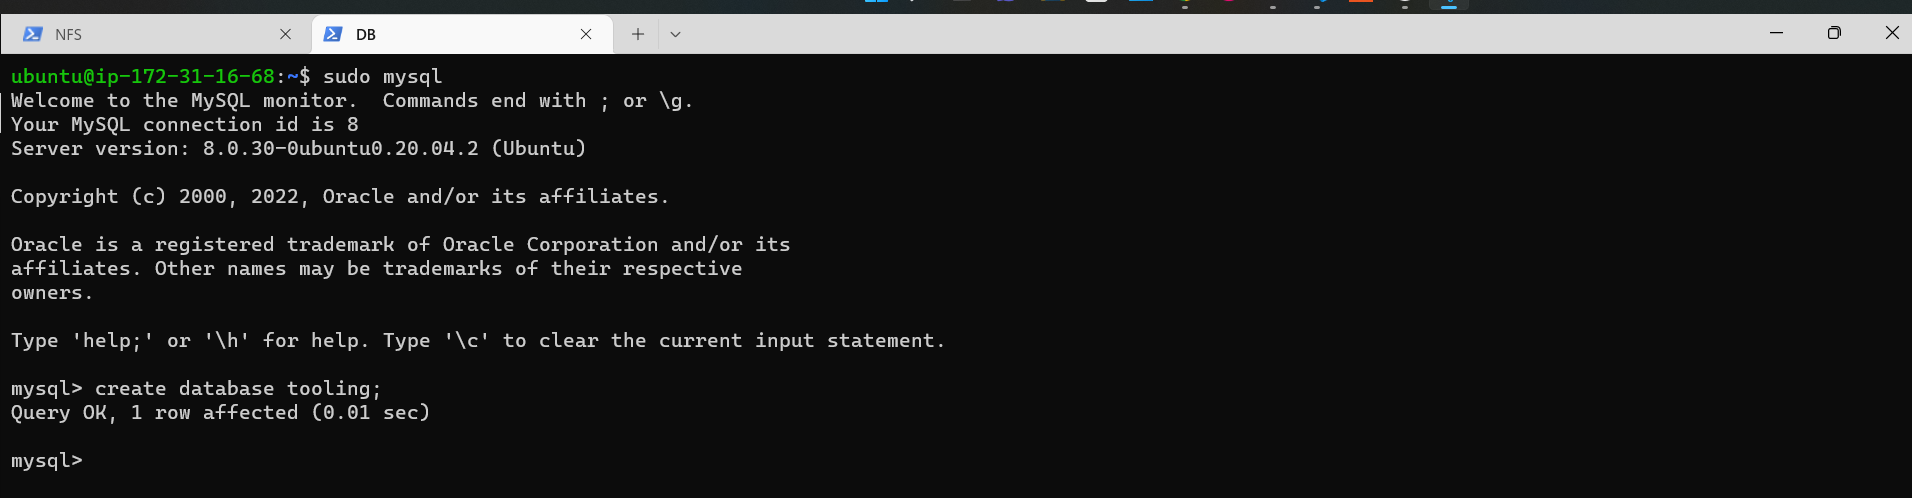 NFS
DB
ubuntu@ip-172-31-16-68:~$ sudo mysql
Welcome to the MySQL monitor.  Commands end with ; or \g.
Your MySQL connection id is 8
Server version: 8.0.30-0ubuntu0.20.04.2 (Ubuntu)
Copyright (c) 2000, 2022, Oracle and/or its affiliates.
Oracle is a registered trademark of Oracle Corporation and/or its
affiliates. Other names may be trademarks of their respective
owners.
Type 'help;' or '\h' for help. Type '\c' to clear the current input statement.
mysql> create database tooling;
Query OK, 1 row affected (0.01 sec)
mysql>